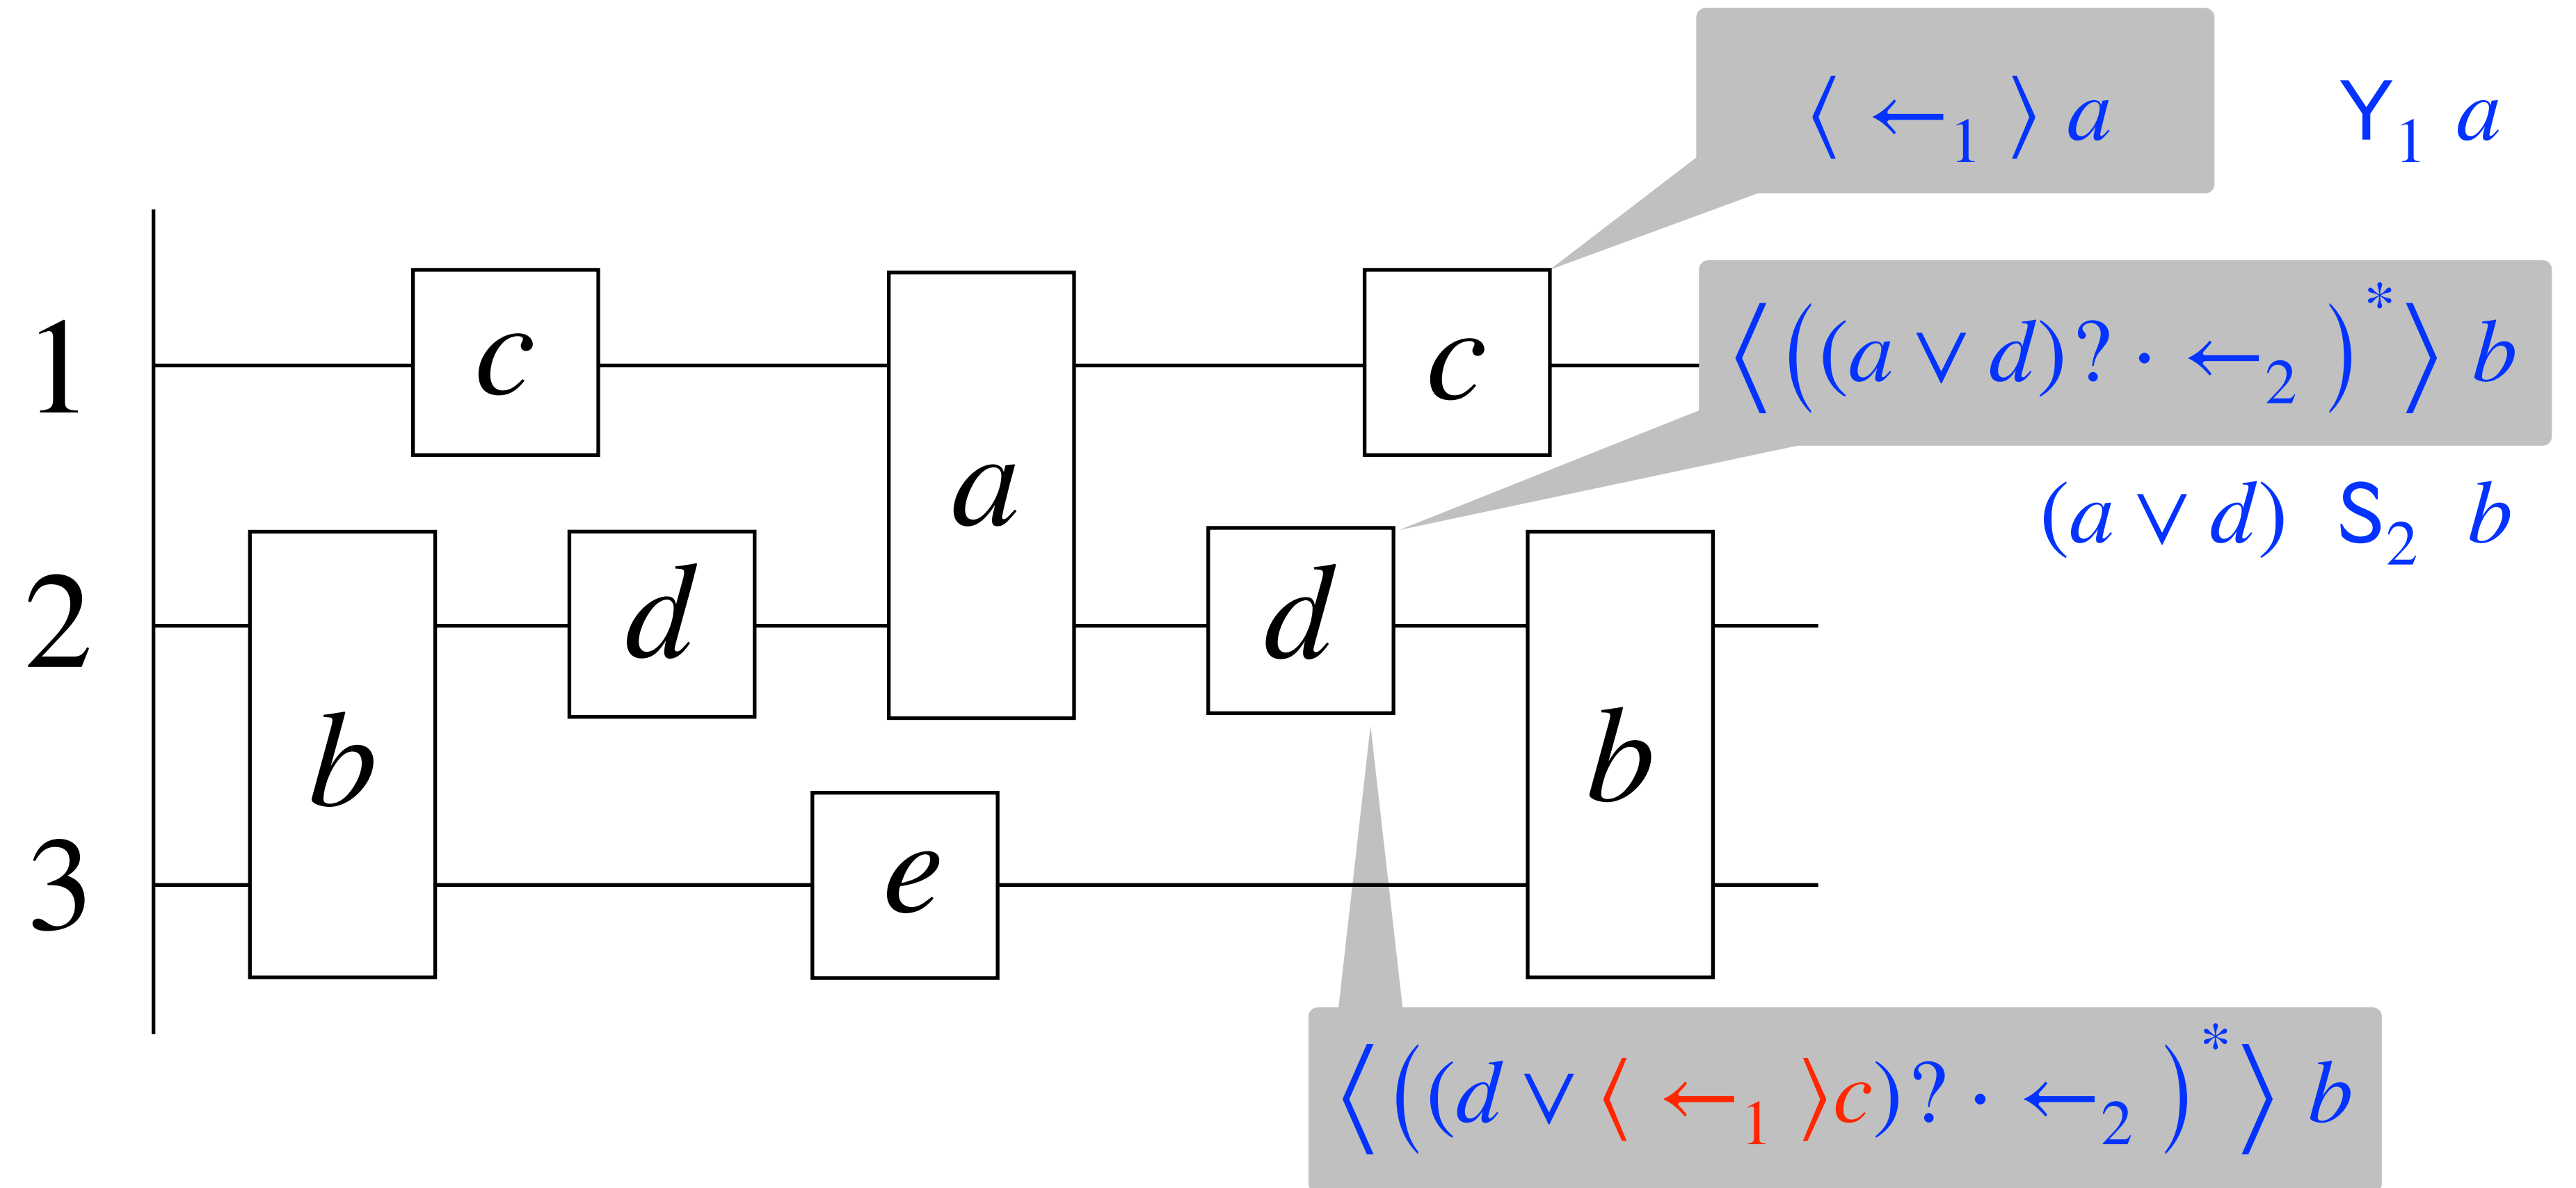 ⟨ ←₁ ⟩ a    Y₁ a
1 c a c ⟨((a ∨ d)? · ←₂)*⟩ b
(a ∨ d) S₂ b
2 b d d b
3 e
⟨((d ∨ ⟨ ←₁ ⟩c)? · ←₂)*⟩ b